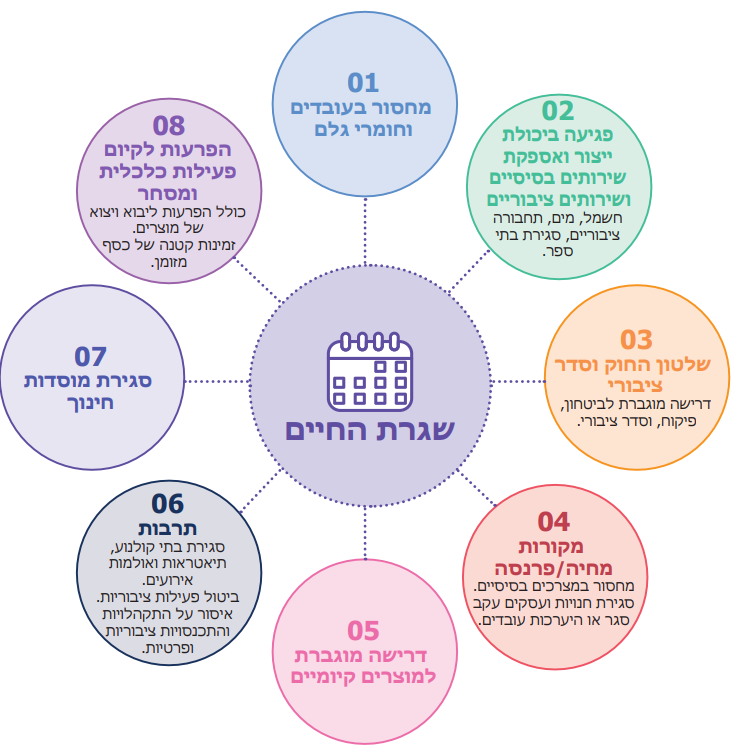 01
מחסור בעובדים
וחומרי גלם
02
פגיעה ביכולת
ייצור ואספקת
שירותים בסיסיים
ושירותים ציבוריים
חשמל, מים, תחבורה
ציבוריים, סגירת בתי
ספר.
03
שלטון החוק וסדר
ציבורי
דרישה מוגברת לביטחון,
פיקוח, וסדר ציבורי.
04
מקורות
מחיה/פרנסה
מחסור במצרכים בסיסיים.
סגירת חנויות ועסקים עקב
סגר או היערכות עובדים.
05
דרישה מוגברת
למוצרים קיומיים
06
תרבות
סגירת בתי קולנוע,
תיאטראות ואולמות
אירועים.
ביטול פעילות ציבוריות.
איסור על התקהלויות
והתכנסויות ציבוריות
ופרטיות.
07
סגירת מוסדות
חינוך
08
הפרעות לקיום
פעילות כלכלית
ומסחר
כולל הפרעות ליבוא ויצוא
של מוצרים.
זמינות קטנה של כסף
מזומן.
שגרת החיים